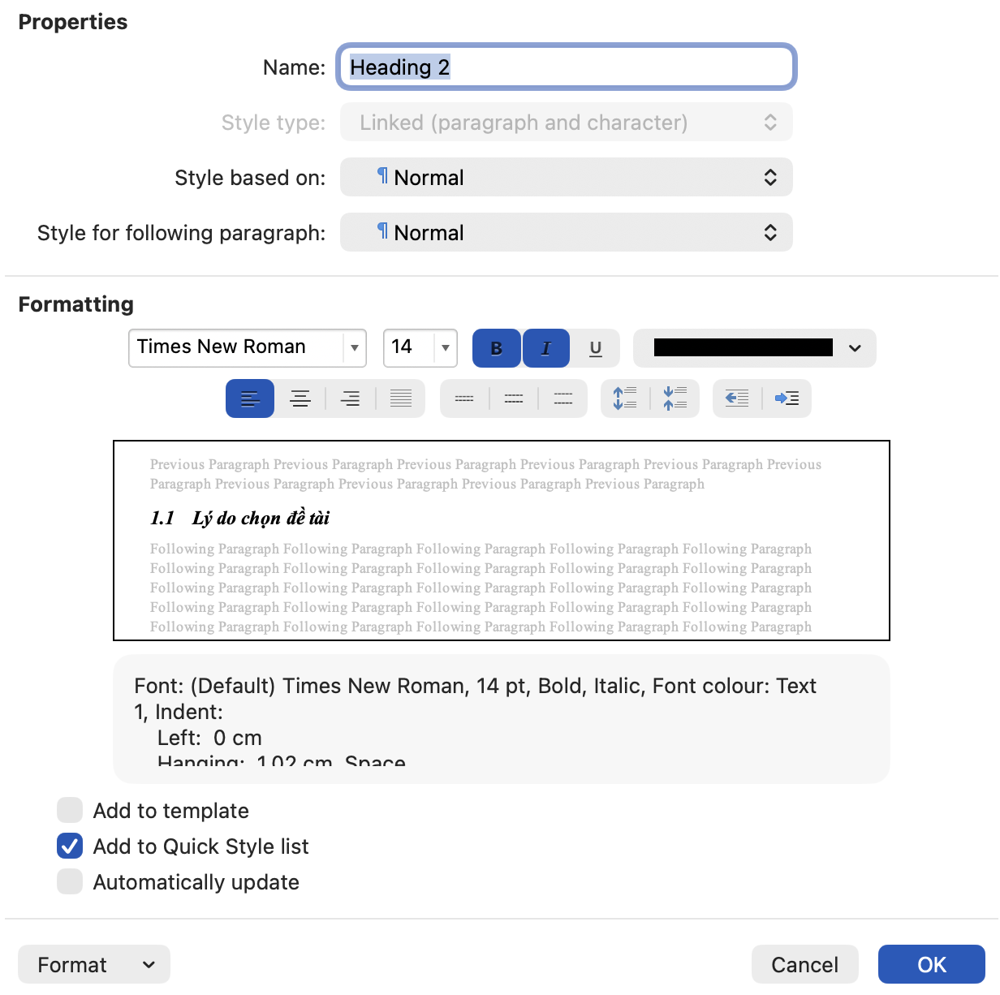 Properties
Name: Heading 2
Style type: Linked (paragraph and character)
Style based on: ¶ Normal
Style for following paragraph: ¶ Normal
Formatting
Times New Roman 14 B I U
Previous Paragraph Previous Paragraph Previous Paragraph Previous Paragraph Previous Paragraph Previous
Paragraph Previous Paragraph Previous Paragraph Previous Paragraph Previous Paragraph
1.1 Lý do chọn đề tài
Following Paragraph Following Paragraph Following Paragraph Following Paragraph Following Paragraph
Following Paragraph Following Paragraph Following Paragraph Following Paragraph Following Paragraph
Following Paragraph Following Paragraph Following Paragraph Following Paragraph Following Paragraph
Following Paragraph Following Paragraph Following Paragraph Following Paragraph Following Paragraph
Following Paragraph Following Paragraph Following Paragraph Following Paragraph Following Paragraph
Font: (Default) Times New Roman, 14 pt, Bold, Italic, Font colour: Text
1, Indent:
Left: 0 cm
Hanging: 1.02 cm, Space
Add to template
Add to Quick Style list
Automatically update
Format Cancel OK